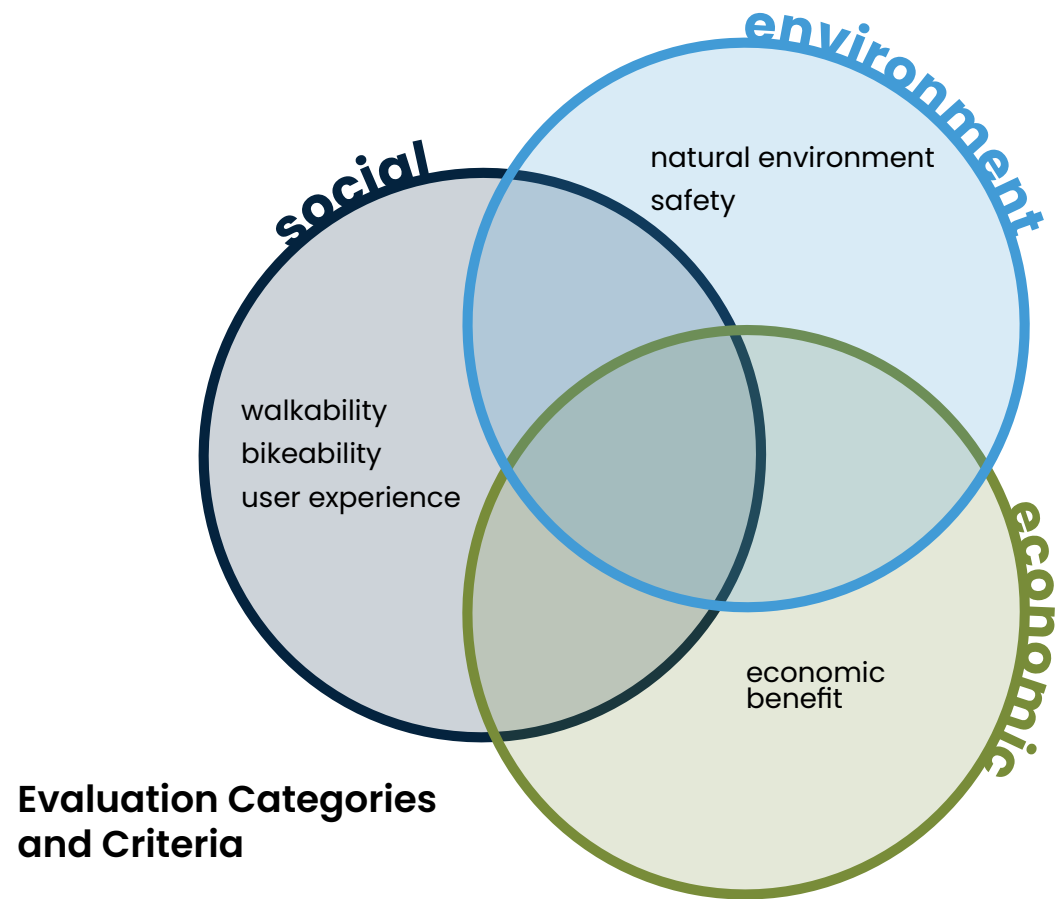 environment
natural environment
safety
social
walkability
bikeability
user experience
economic
economic
benefit
Evaluation Categories
and Criteria